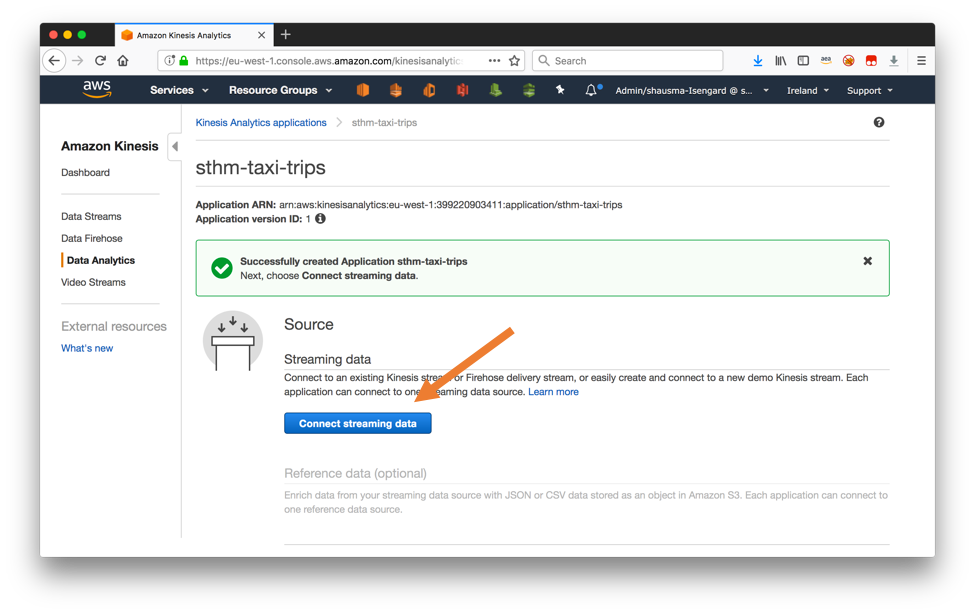 Amazon Kinesis Analytics
https://eu-west-1.console.aws.amazon.com/kinesisanalytic
Search
aws
Services
Resource Groups
Admin/shausma-Isengard @ s...
Ireland
Support
Amazon Kinesis
Dashboard
Data Streams
Data Firehose
Data Analytics
Video Streams
External resources
What's new
Kinesis Analytics applications
sthm-taxi-trips
sthm-taxi-trips
Application ARN: arn:aws:kinesisanalytics:eu-west-1:399220903411:application/sthm-taxi-trips
Application version ID: 1
Successfully created Application sthm-taxi-trips
Next, choose Connect streaming data.
Source
Streaming data
Connect to an existing Kinesis stream or Firehose delivery stream, or easily create and connect to a new demo Kinesis stream. Each
application can connect to one streaming data source. Learn more
Connect streaming data
Reference data (optional)
Enrich data from your streaming data source with JSON or CSV data stored as an object in Amazon S3. Each application can connect to
one reference data source.